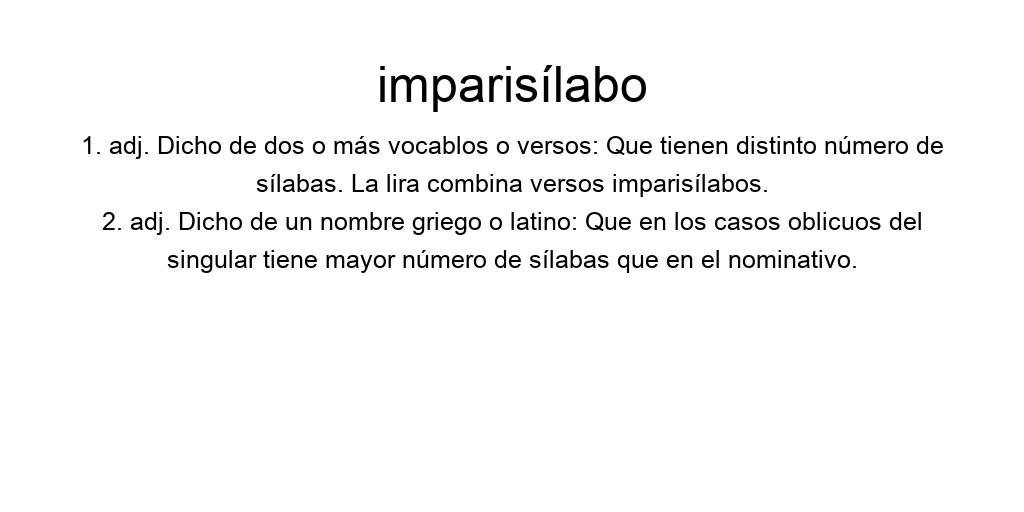 imparisílabo
1. adj. Dicho de dos o más vocablos o versos: Que tienen distinto número de
sílabas. La lira combina versos imparisílabos.
2. adj. Dicho de un nombre griego o latino: Que en los casos oblicuos del
singular tiene mayor número de sílabas que en el nominativo.